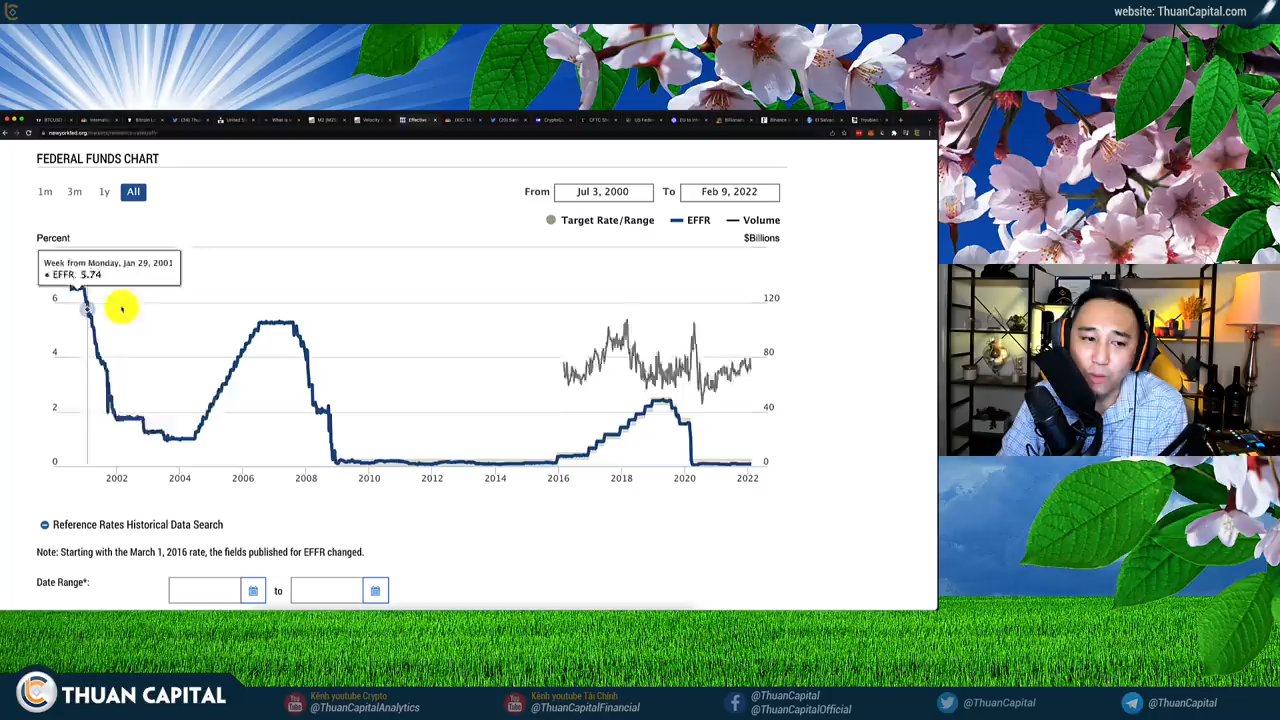 website: ThuanCapital.com
newyorkfed.org
FEDERAL FUNDS CHART
1m 3m 1y All
From Jul 3, 2000 To Feb 9, 2022
Target Rate/Range EFFR Volume
Percent
$Billions
Week from Monday, Jan 29, 2001
EFFR: 5.74
6 120
4 80
2 40
0 0
2002 2004 2006 2008 2010 2012 2014 2016 2018 2020 2022
Reference Rates Historical Data Search
Note: Starting with the March 1, 2016 rate, the fields published for EFFR changed.
Date Range*: to
THUAN CAPITAL
Kênh youtube Crypto
@ThuanCapitalAnalytics
Kênh youtube Tài Chính
@ThuanCapitalFinancial
@ThuanCapital
@ThuanCapitalOfficial
@ThuanCapital
@ThuanCapital